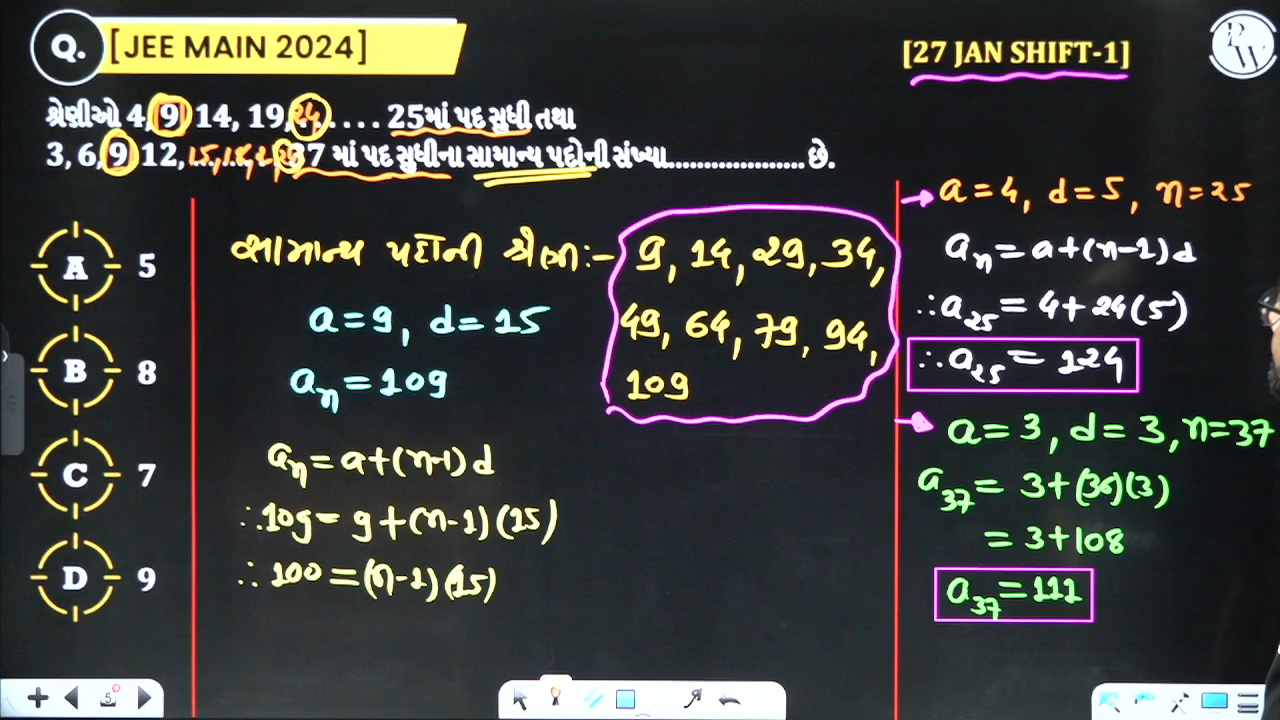 Q. [JEE MAIN 2024]
[27 JAN SHIFT-1]
PW
શ્રેણીઓ 4, 9, 14, 19, 24 . . . . 25માં પદ સુધી તથા
3, 6, 9, 12, 15, 18, 37 માં પદ સુધીના સામાન્ય પદોની સંખ્યા................... છે.
A 5
B 8
C 7
D 9
સામાન્ય પદોની શ્રેણી:- 9, 14, 29, 34,
49, 64, 79, 94,
109
a = 9, d = 15
aₙ = 109
aₙ = a+(n-1)d
∴ 109 = 9+(n-1)(15)
∴ 100 = (n-1)(15)
→ a = 4, d = 5, n = 25
aₙ = a+(n-1)d
∴ a₂₅ = 4+24(5)
∴ a₂₅ = 124
→ a = 3, d = 3, n = 37
a₃₇ = 3+(36)(3)
= 3+108
a₃₇ = 111
5